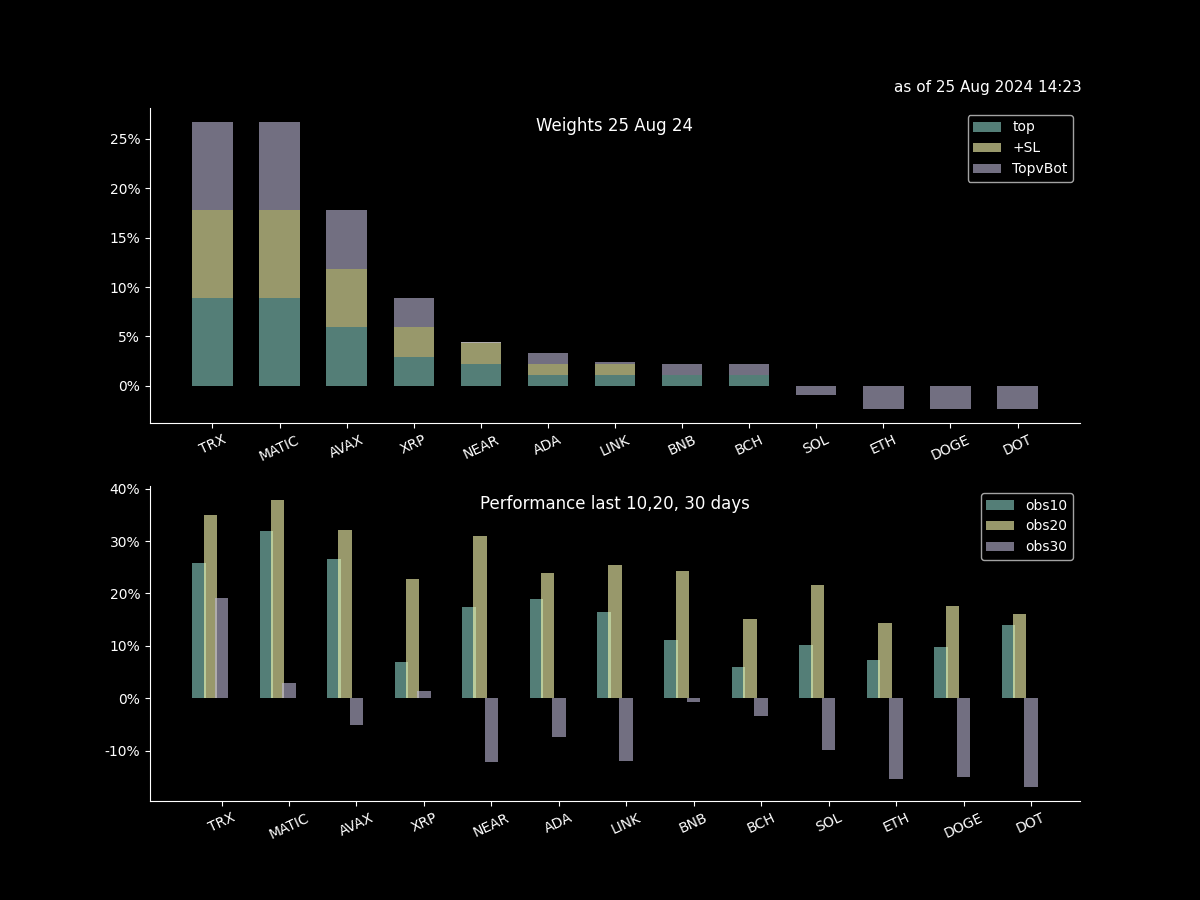 as of 25 Aug 2024 14:23
Weights 25 Aug 24
top
+SL
TopvBot
25%
20%
15%
10%
5%
0%
TRX MATIC AVAX XRP NEAR ADA LINK BNB BCH SOL ETH DOGE DOT
Performance last 10,20, 30 days
obs10
obs20
obs30
40%
30%
20%
10%
0%
-10%
TRX MATIC AVAX XRP NEAR ADA LINK BNB BCH SOL ETH DOGE DOT